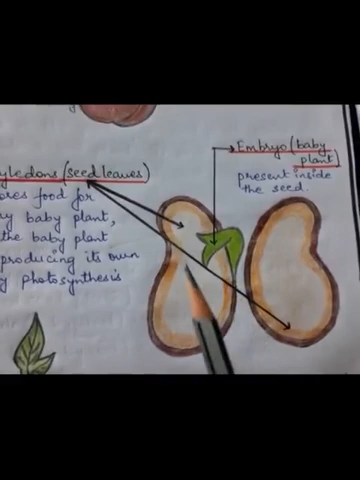 yledons (seed leaves)
ores food for
baby plant,
the baby plant
producing its own
photosynthesis
Embryo (baby
plant)
present inside
the seed.